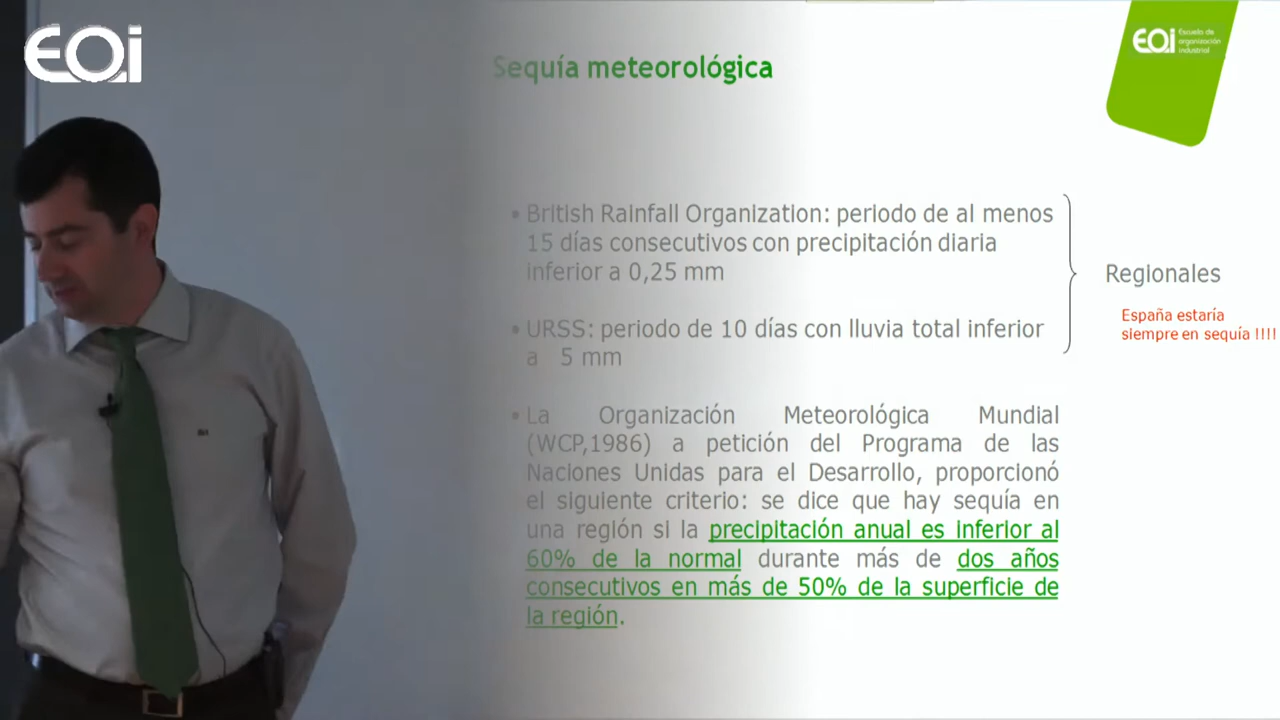 EOi
EOi Escuela de
organización
industrial
Sequía meteorológica
• British Rainfall Organization: periodo de al menos
15 días consecutivos con precipitación diaria
inferior a 0,25 mm
Regionales
España estaría
siempre en sequía !!!!
• URSS: periodo de 10 días con lluvia total inferior
a 5 mm
• La Organización Meteorológica Mundial
(WCP,1986) a petición del Programa de las
Naciones Unidas para el Desarrollo, proporcionó
el siguiente criterio: se dice que hay sequía en
una región si la precipitación anual es inferior al
60% de la normal durante más de dos años
consecutivos en más de 50% de la superficie de
la región.